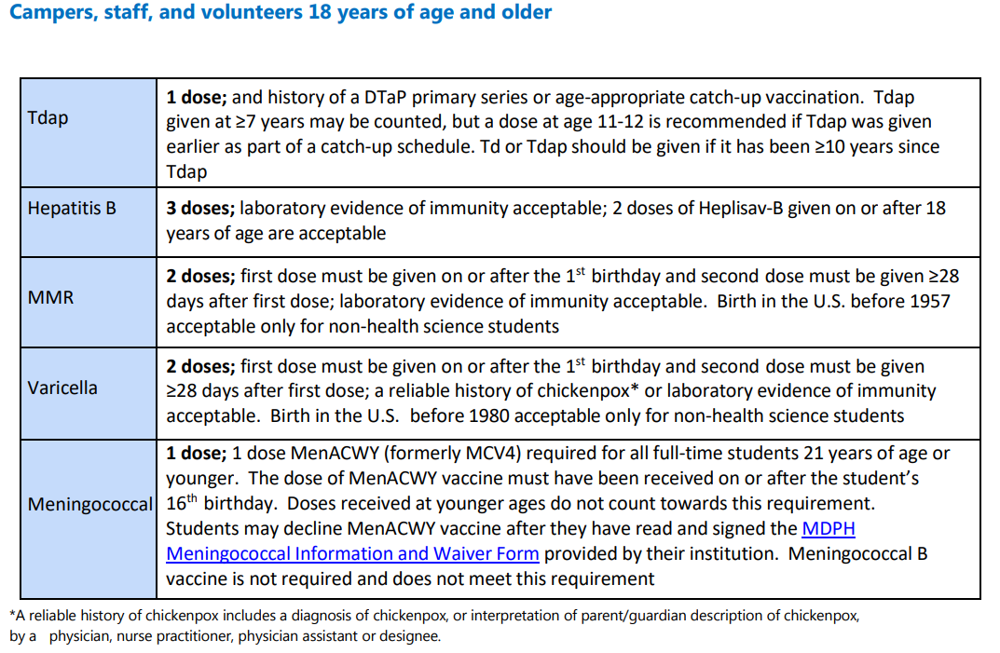 Campers, staff, and volunteers 18 years of age and older
Tdap
1 dose; and history of a DTaP primary series or age-appropriate catch-up vaccination.  Tdap
given at ≥7 years may be counted, but a dose at age 11-12 is recommended if Tdap was given
earlier as part of a catch-up schedule. Td or Tdap should be given if it has been ≥10 years since
Tdap
Hepatitis B
3 doses; laboratory evidence of immunity acceptable; 2 doses of Heplisav-B given on or after 18
years of age are acceptable
MMR
2 doses; first dose must be given on or after the 1st birthday and second dose must be given ≥28
days after first dose; laboratory evidence of immunity acceptable.  Birth in the U.S. before 1957
acceptable only for non-health science students
Varicella
2 doses; first dose must be given on or after the 1st birthday and second dose must be given
≥28 days after first dose; a reliable history of chickenpox* or laboratory evidence of immunity
acceptable.  Birth in the U.S.  before 1980 acceptable only for non-health science students
Meningococcal
1 dose; 1 dose MenACWY (formerly MCV4) required for all full-time students 21 years of age or
younger.  The dose of MenACWY vaccine must have been received on or after the student’s
16th birthday.  Doses received at younger ages do not count towards this requirement.
Students may decline MenACWY vaccine after they have read and signed the MDPH
Meningococcal Information and Waiver Form provided by their institution.  Meningococcal B
vaccine is not required and does not meet this requirement
*A reliable history of chickenpox includes a diagnosis of chickenpox, or interpretation of parent/guardian description of chickenpox,
by a   physician, nurse practitioner, physician assistant or designee.